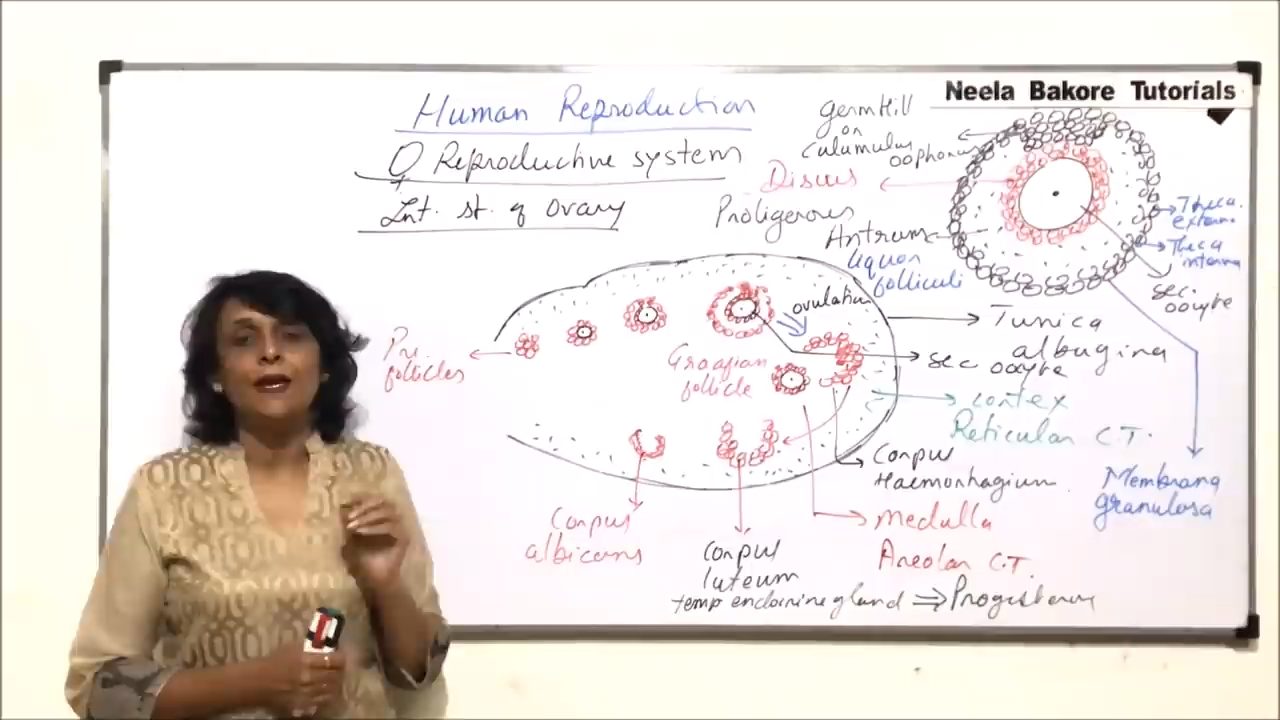 Neela Bakore Tutorials
Human Reproduction
♀ Reproductive system
Int. st. of Ovary
germ Hill
or
Culumulus
oophorus
Discus
Proligerous
Antrum
liquor
folliculi
Theca
externa
Theca
interna
sec.
oocyte
ovulation
Tunica
albugina
sec oocyte
Pri
follicles
Graafian
follicle
cortex
Reticular C.T.
Corpus
Haemorrhagium
Membrana
granulosa
medulla
Areolar C.T.
Corpus
albicans
Corpus
luteum
temp endocrine gland ⇒ Progesterone